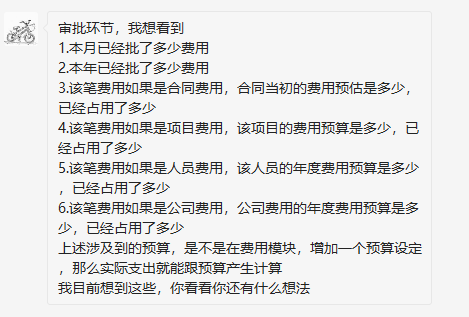 审批环节，我想看到
1.本月已经批了多少费用
2.本年已经批了多少费用
3.该笔费用如果是合同费用，合同当初的费用预估是多少，
已经占用了多少
4.该笔费用如果是项目费用，该项目的费用预算是多少，已
经占用了多少
5.该笔费用如果是人员费用，该人员的年度费用预算是多少
，已经占用了多少
6.该笔费用如果是公司费用，公司费用的年度费用预算是多
少，已经占用了多少
上述涉及到的预算，是不是在费用模块，增加一个预算设定
，那么实际支出就能跟预算产生计算
我目前想到这些，你看看你还有什么想法